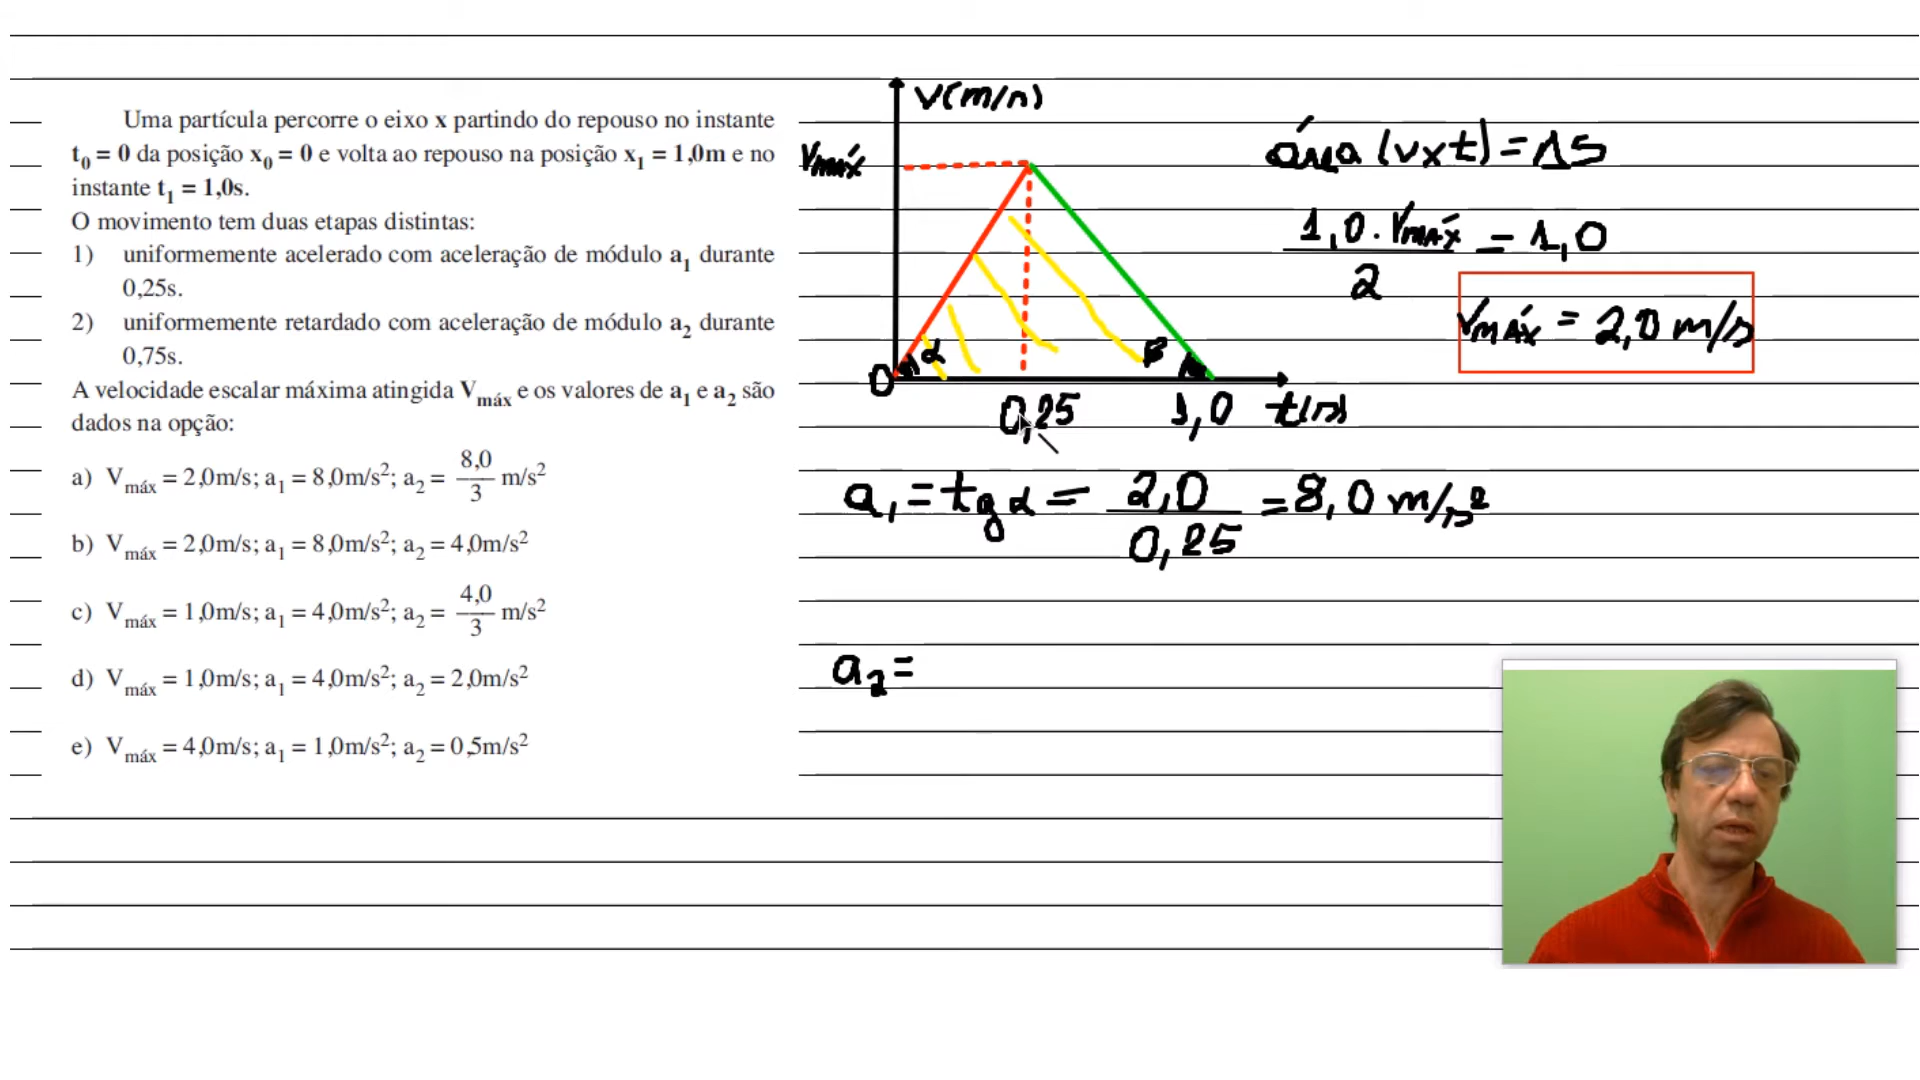 Uma partícula percorre o eixo x partindo do repouso no instante
t0 = 0 da posição x0 = 0 e volta ao repouso na posição x1 = 1,0m e no
instante t1 = 1,0s.
O movimento tem duas etapas distintas:
1) uniformemente acelerado com aceleração de módulo a1 durante
0,25s.
2) uniformemente retardado com aceleração de módulo a2 durante
0,75s.
A velocidade escalar máxima atingida Vmáx e os valores de a1 e a2 são
dados na opção:
a) Vmáx = 2,0m/s; a1 = 8,0m/s²; a2 = 8,0/3 m/s²
b) Vmáx = 2,0m/s; a1 = 8,0m/s²; a2 = 4,0m/s²
c) Vmáx = 1,0m/s; a1 = 4,0m/s²; a2 = 4,0/3 m/s²
d) Vmáx = 1,0m/s; a1 = 4,0m/s²; a2 = 2,0m/s²
e) Vmáx = 4,0m/s; a1 = 1,0m/s²; a2 = 0,5m/s²
V(m/s)
Vmáx
α β
0
0,25 1,0 t(s)
área (vxt) = ΔS
1,0 . Vmáx / 2 = 1,0
Vmáx = 2,0 m/s
a1 = tg α = 2,0 / 0,25 = 8,0 m/s²
a2 =